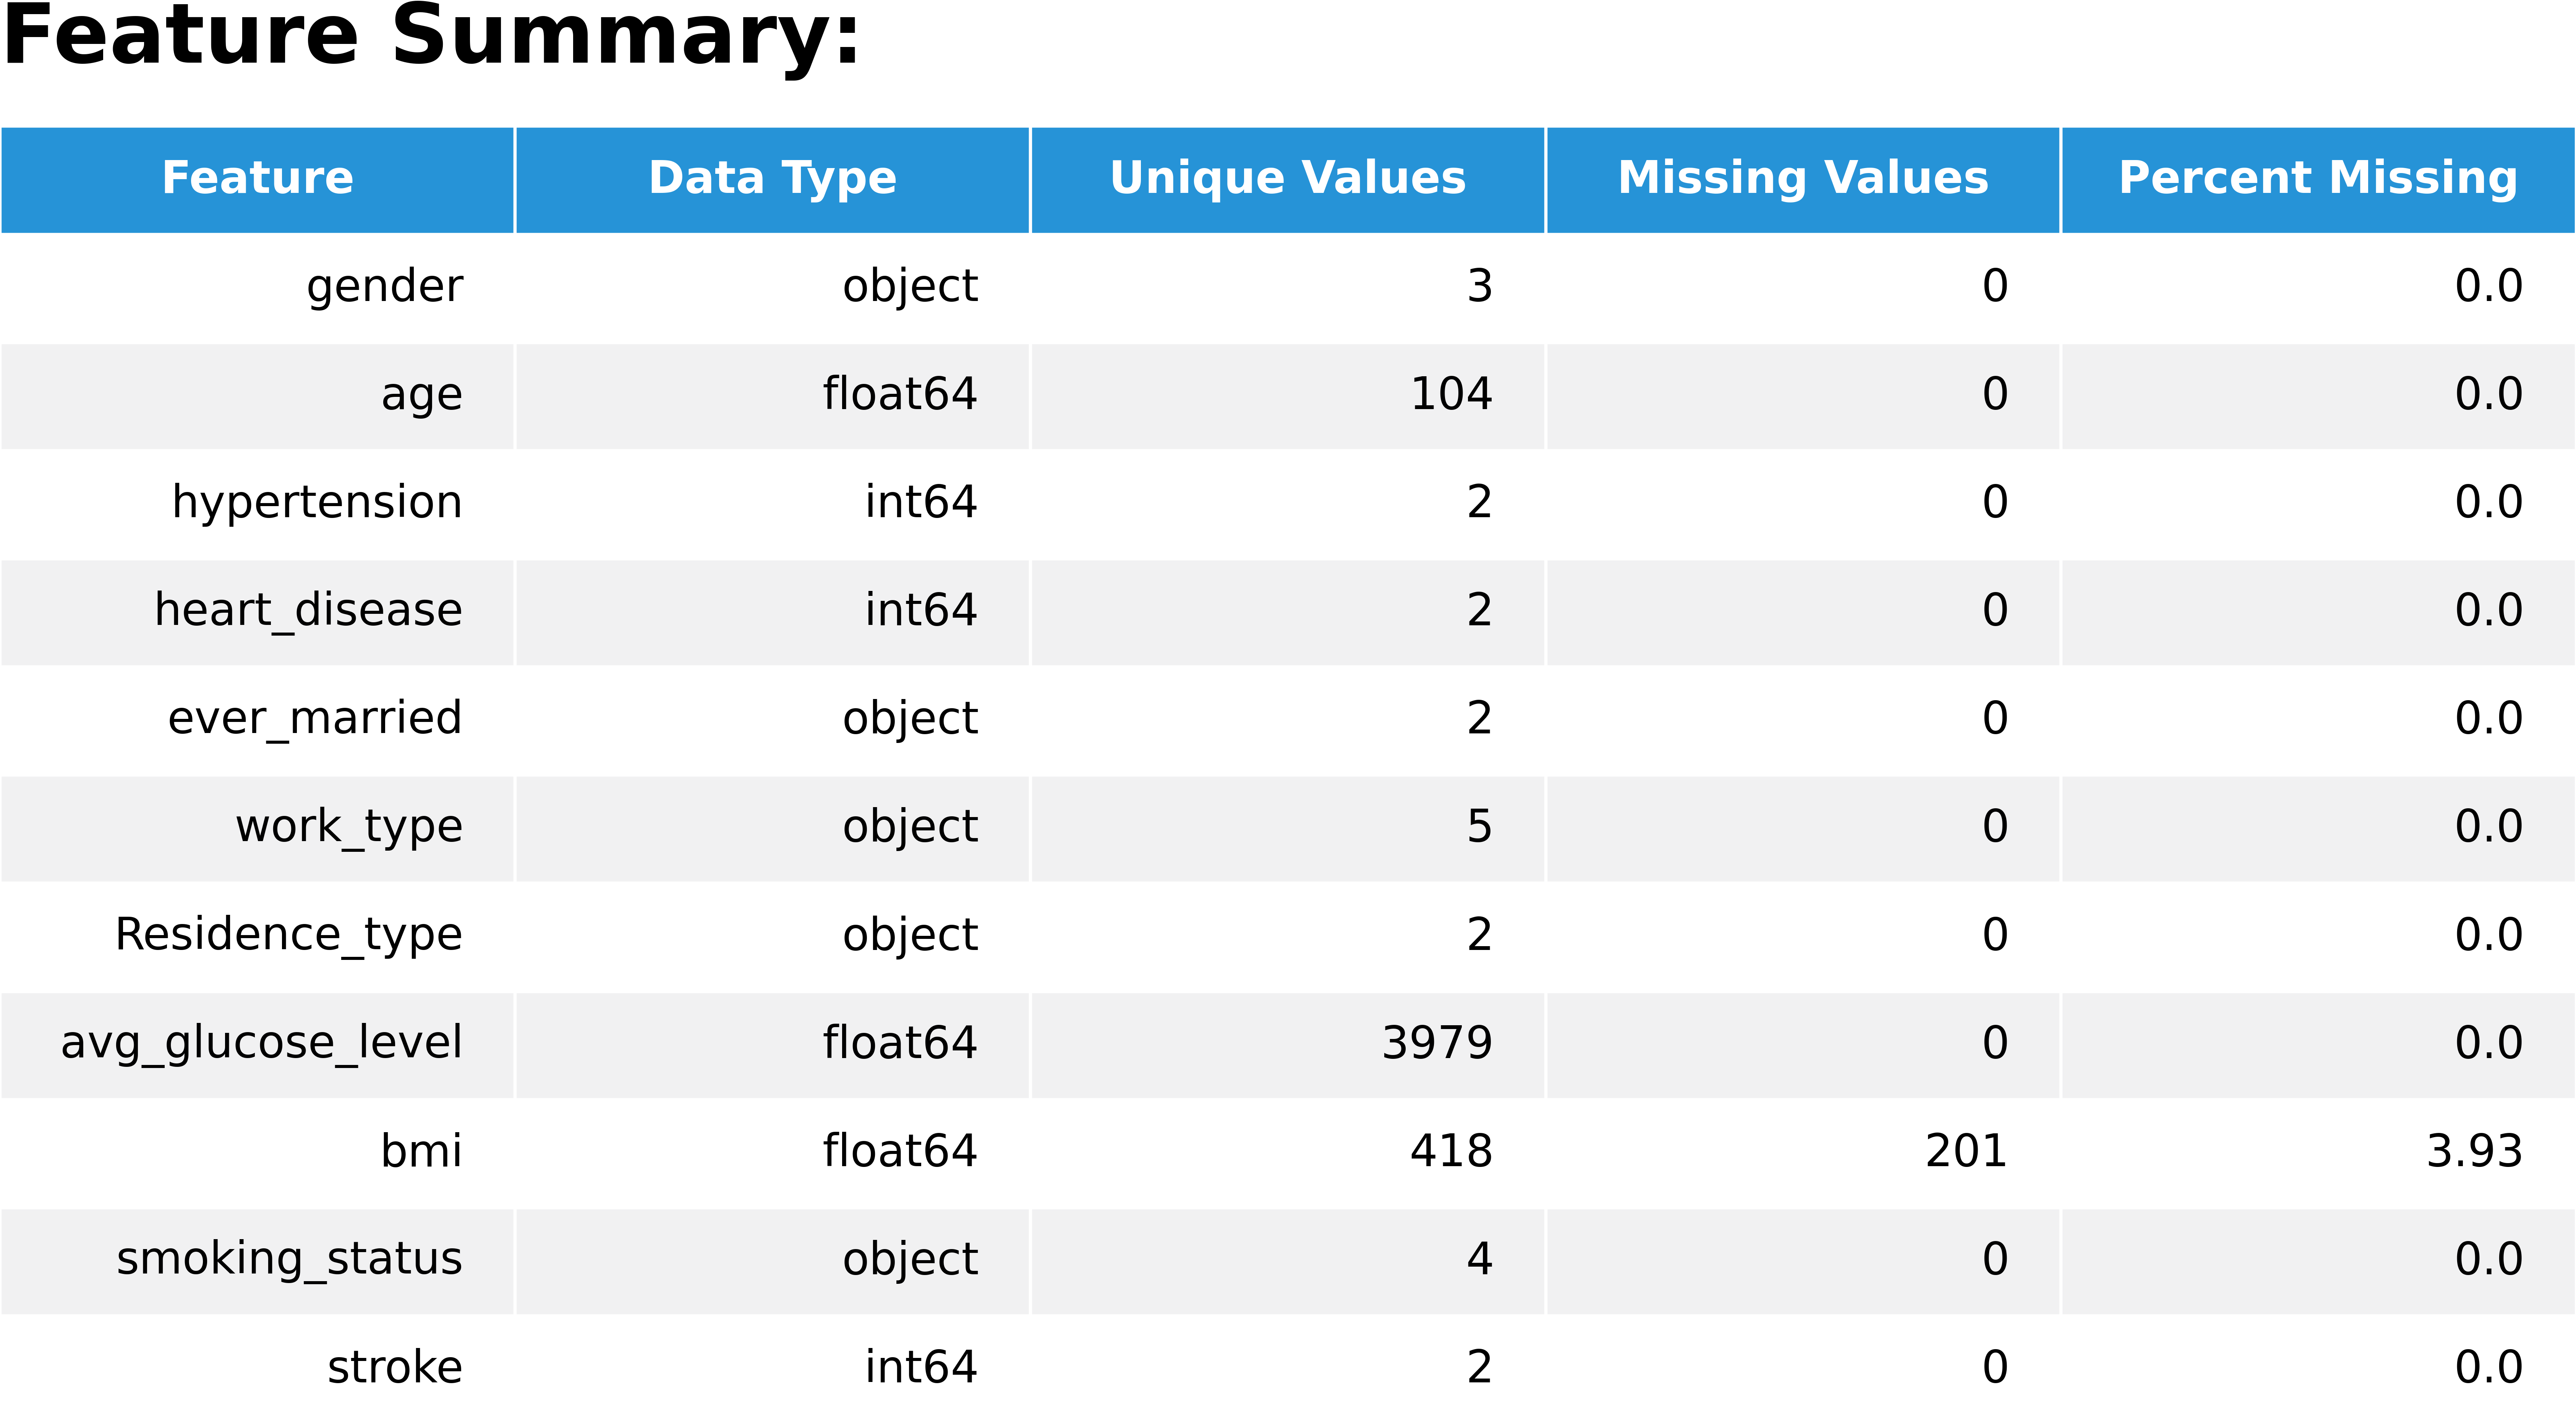 Feature Summary:
Feature Data Type Unique Values Missing Values Percent Missing
gender object 3 0 0.0
age float64 104 0 0.0
hypertension int64 2 0 0.0
heart_disease int64 2 0 0.0
ever_married object 2 0 0.0
work_type object 5 0 0.0
Residence_type object 2 0 0.0
avg_glucose_level float64 3979 0 0.0
bmi float64 418 201 3.93
smoking_status object 4 0 0.0
stroke int64 2 0 0.0